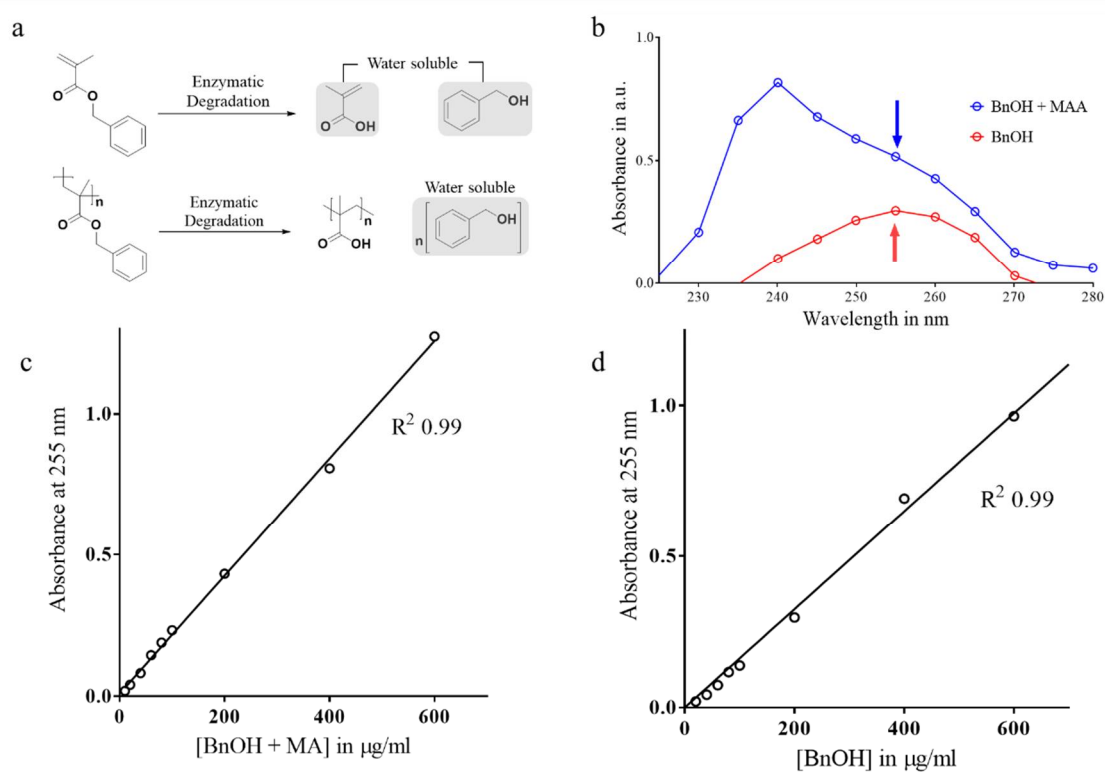 a
Enzymatic
Degradation
Water soluble
O
O
O
OH
OH
n
O
O
Enzymatic
Degradation
n
O
OH
Water soluble
n
OH
b
Absorbance in a.u.
1.0
0.5
0.0
230
240
250
260
270
280
Wavelength in nm
BnOH + MAA
BnOH
c
Absorbance at 255 nm
1.0
0.5
0.0
0
200
400
600
R² 0.99
[BnOH + MA] in µg/ml
d
Absorbance at 255 nm
1.0
0.5
0.0
0
200
400
600
R² 0.99
[BnOH] in µg/ml